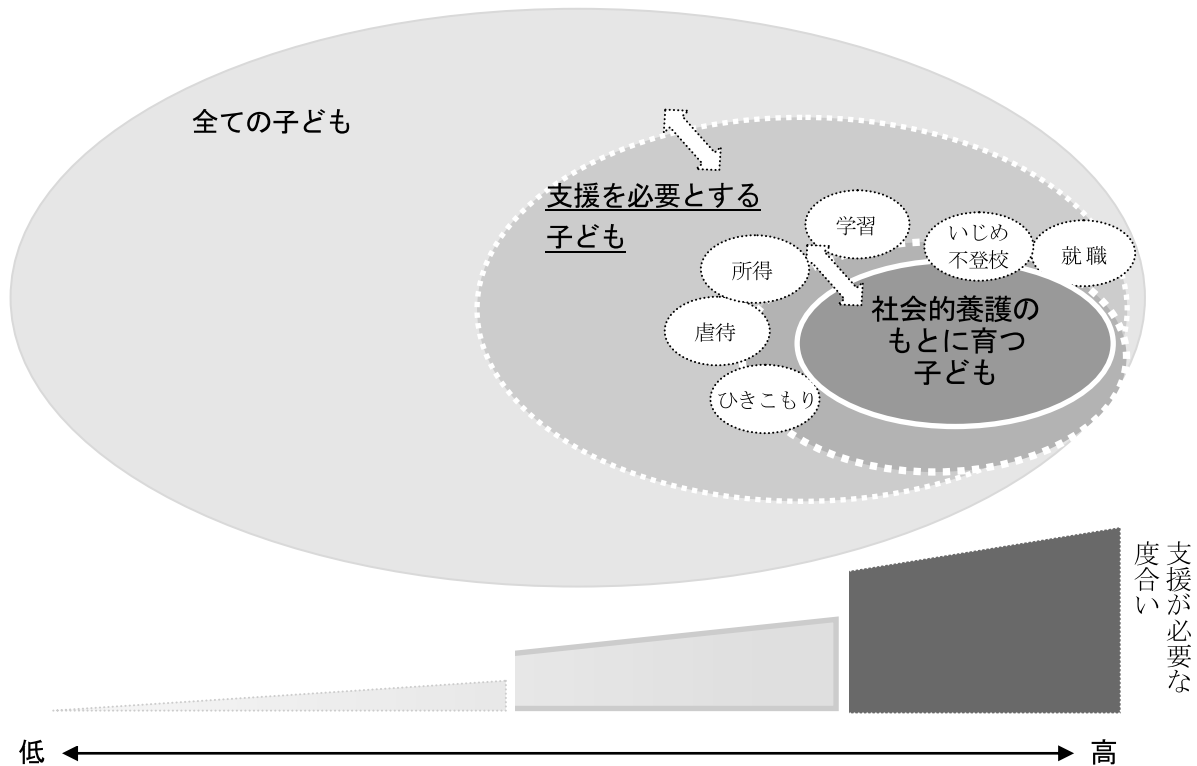 全ての子ども
支援を必要とする
子ども
学習
いじめ
不登校
就職
所得
虐待
ひきこもり
社会的養護の
もとに育つ
子ども
支援が必要な
度合い
低
高